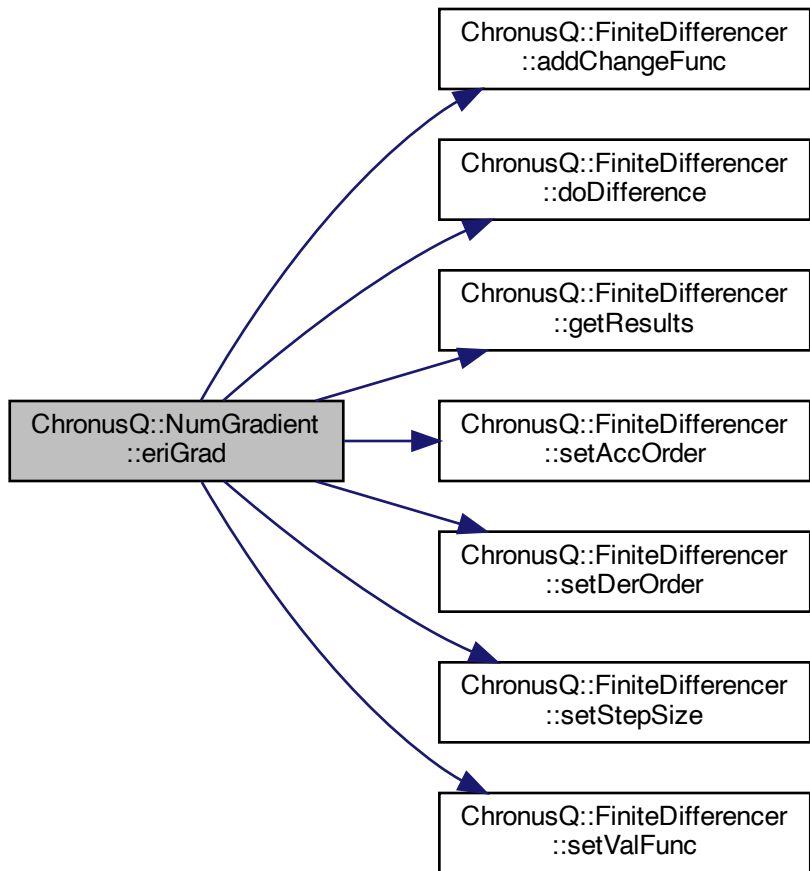 ChronusQ::FiniteDifferencer
::addChangeFunc
ChronusQ::FiniteDifferencer
::doDifference
ChronusQ::FiniteDifferencer
::getResults
ChronusQ::NumGradient
::eriGrad
ChronusQ::FiniteDifferencer
::setAccOrder
ChronusQ::FiniteDifferencer
::setDerOrder
ChronusQ::FiniteDifferencer
::setStepSize
ChronusQ::FiniteDifferencer
::setValFunc